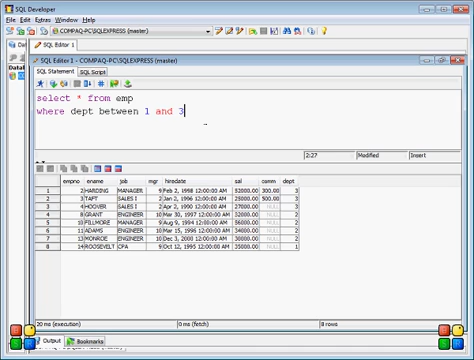 SQL Developer
COMPAQ-PC\SQLEXPRESS (master)
File Edit Extras Window Help
COMPAQ-PC\SQLEXPRESS (master)
SQL Editor 1
SQL Editor 1 - COMPAQ-PC\SQLEXPRESS (master)
SQL Statement SQL Script
select * from emp
where dept between 1 and 3
2:27 Modified Insert
empno ename job mgr hiredate sal comm dept
1 2 HARDING MANAGER 9 Feb 2, 1998 12:00:00 AM 52000.00 300.00 3
2 3 TAFT SALES I 2 Jan 2, 1996 12:00:00 AM 25000.00 500.00 3
3 4 HOOVER SALES I 2 Apr 2, 1990 12:00:00 AM 27000.00 NULL 3
4 8 GRANT ENGINEER 10 Mar 30, 1997 12:00:00 AM 32000.00 NULL 2
5 10 FILLMORE MANAGER 9 Aug 9, 1994 12:00:00 AM 56000.00 NULL 2
6 11 ADAMS ENGINEER 10 Mar 15, 1996 12:00:00 AM 34000.00 NULL 2
7 13 MONROE ENGINEER 10 Dec 3, 2000 12:00:00 AM 30000.00 NULL 2
8 14 ROOSEVELT CPA 9 Oct 12, 1995 12:00:00 AM 35000.00 NULL 1
20 ms (execution) 0 ms (fetch) 8 rows
Output Bookmarks